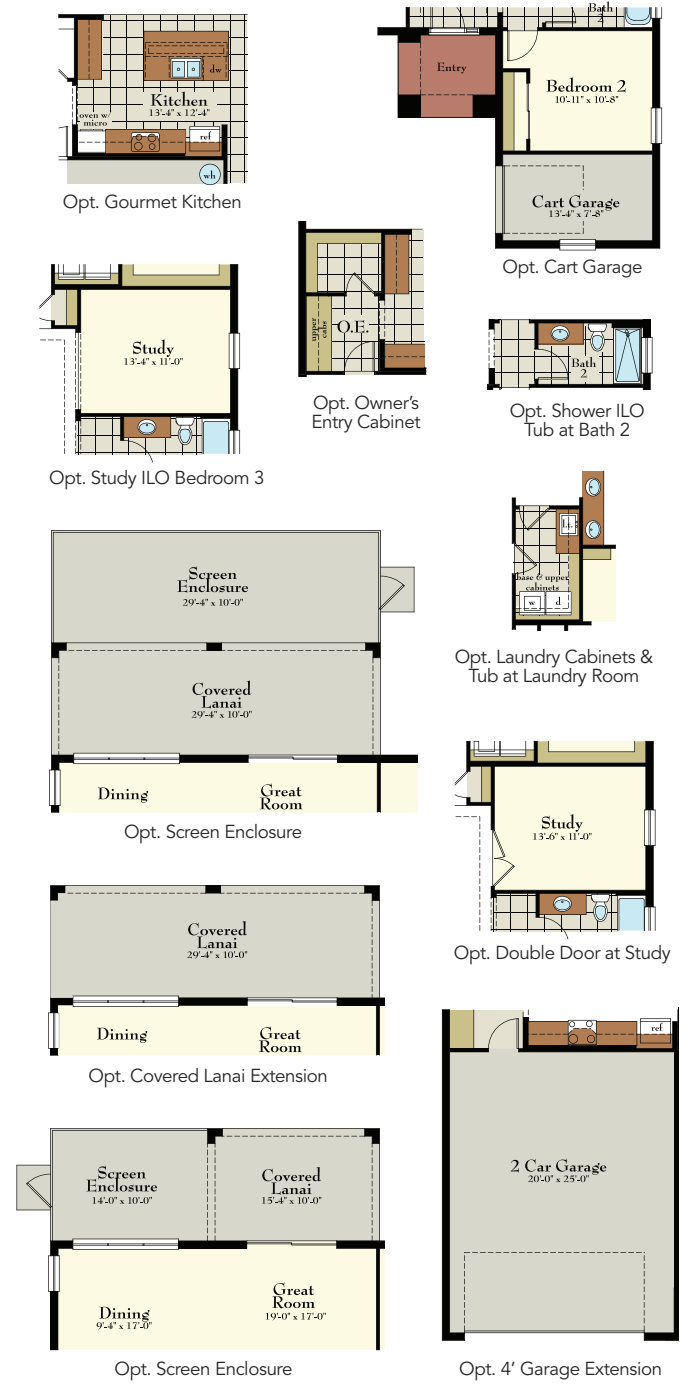 dw
Kitchen
13'-4" x 12'-4"
oven w/
micro
ref
wh
Opt. Gourmet Kitchen
Bath
2
Entry
Bedroom 2
10'-11" x 10'-8"
Cart Garage
13'-4" x 7'-8"
Opt. Cart Garage
Study
13'-4" x 11'-0"
Opt. Study ILO Bedroom 3
upper
cabs
O.E.
Opt. Owner's
Entry Cabinet
Bath
2
Opt. Shower ILO
Tub at Bath 2
l.t.
base & upper
cabinets
w
d
Opt. Laundry Cabinets &
Tub at Laundry Room
Screen
Enclosure
29'-4" x 10'-0"
Covered
Lanai
29'-4" x 10'-0"
Dining
Great
Room
Opt. Screen Enclosure
Study
13'-6" x 11'-0"
Opt. Double Door at Study
Covered
Lanai
29'-4" x 10'-0"
Dining
Great
Room
Opt. Covered Lanai Extension
ref
2 Car Garage
20'-0" x 25'-0"
Opt. 4' Garage Extension
Screen
Enclosure
14'-0" x 10'-0"
Covered
Lanai
15'-4" x 10'-0"
Dining
9'-4" x 17'-0"
Great
Room
19'-0" x 17'-0"
Opt. Screen Enclosure